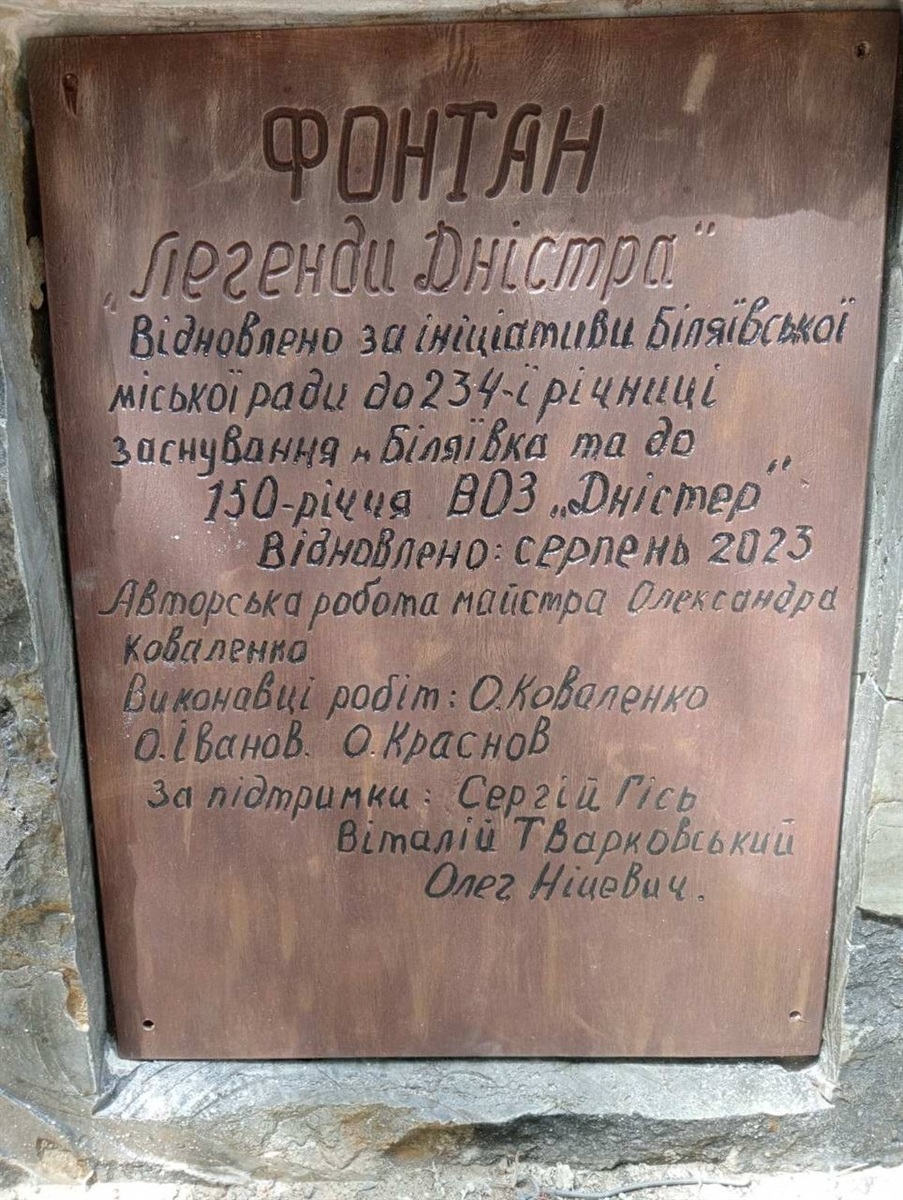 ФОНТАН
„Легенди Дністра"
Відновлено за ініціативи Біляївської
міської ради до 234-ї річниці
заснування м Біляївка та до
150-річчя ВОЗ „Дністер"
Відновлено: серпень 2023
Авторська робота майстра Олександра
Коваленко
Виконавці робіт: О.Коваленко
О.Іванов. О.Краснов
За підтримки: Сергій Гісь
Віталій Тварковський
Олег Ніцевич.